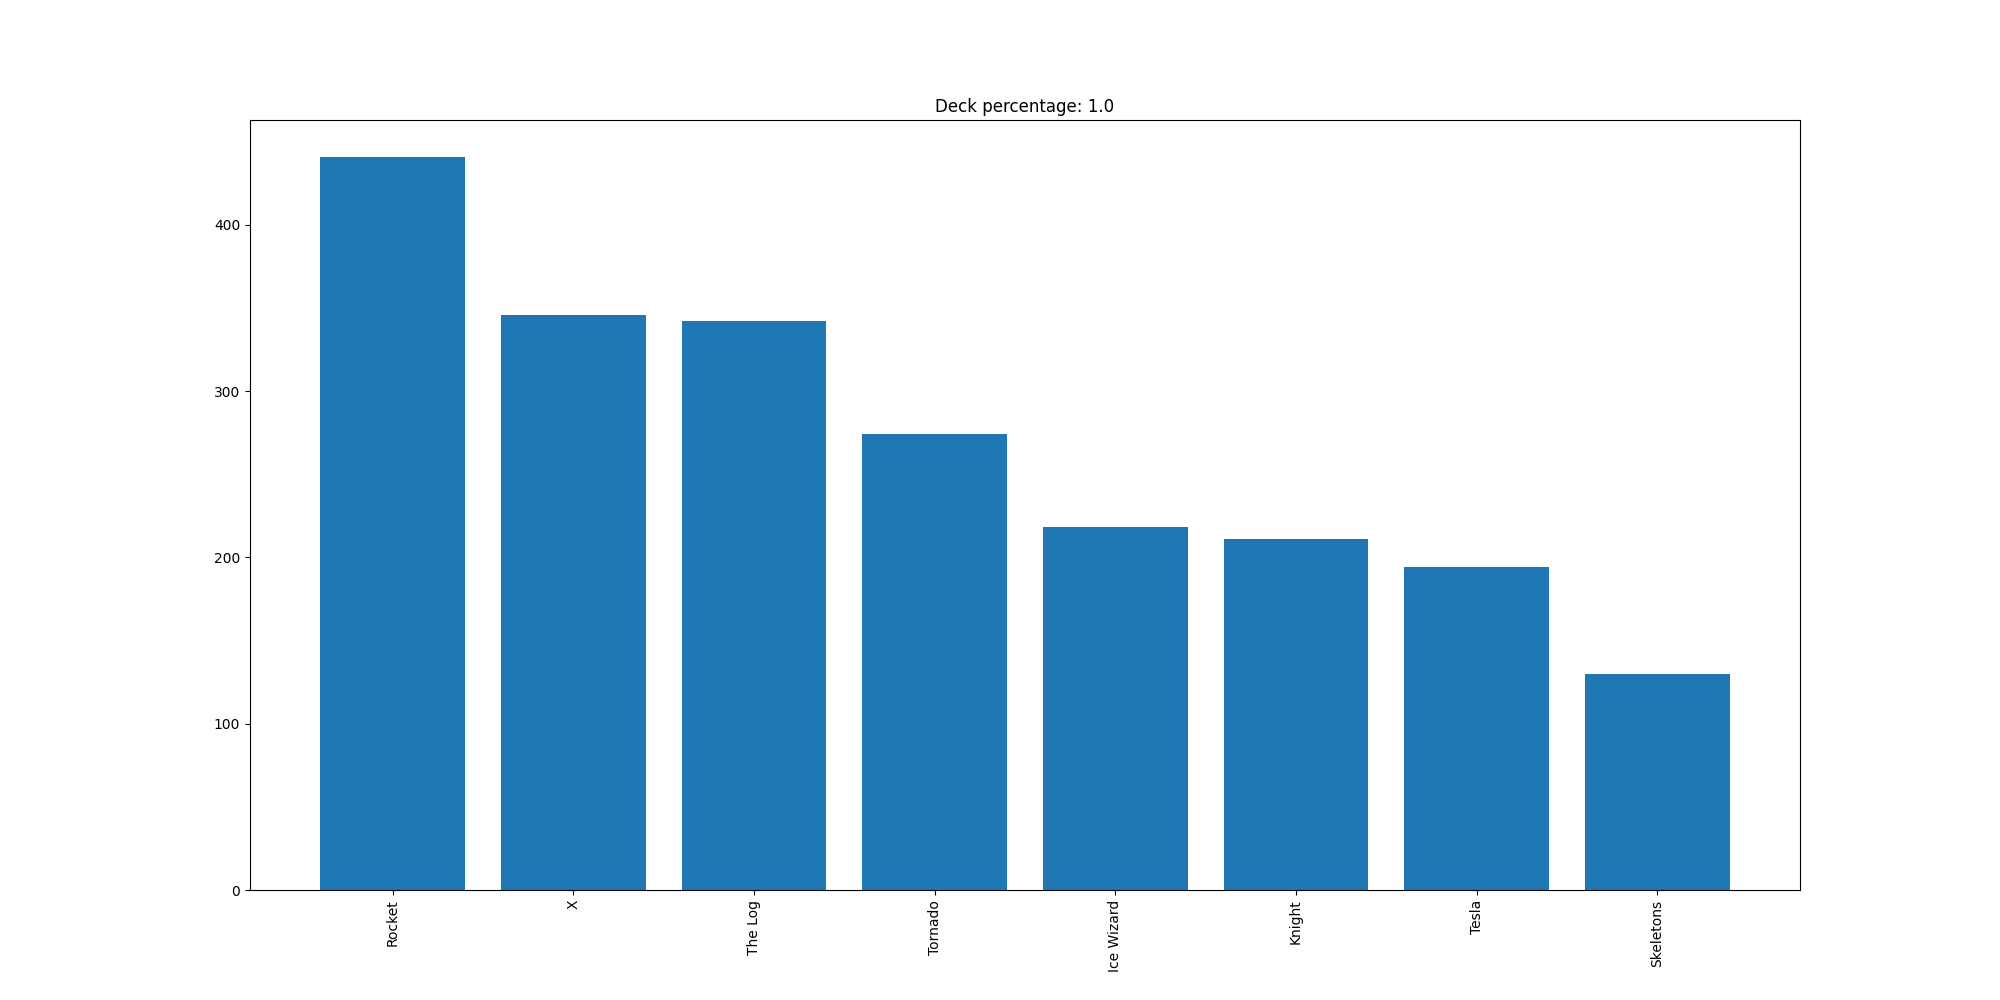 Deck percentage: 1.0
400
300
200
100
0
Rocket
X
The Log
Tornado
Ice Wizard
Knight
Tesla
Skeletons